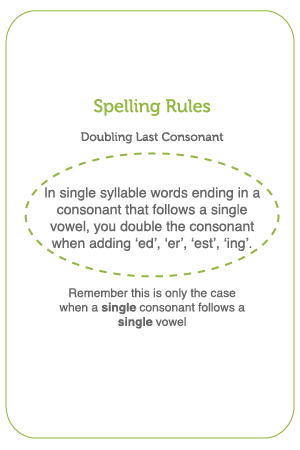 Spelling Rules
Doubling Last Consonant
In single syllable words ending in a
consonant that follows a single
vowel, you double the consonant
when adding ‘ed’, ‘er’, ‘est’, ‘ing’.
Remember this is only the case
when a single consonant follows a
single vowel